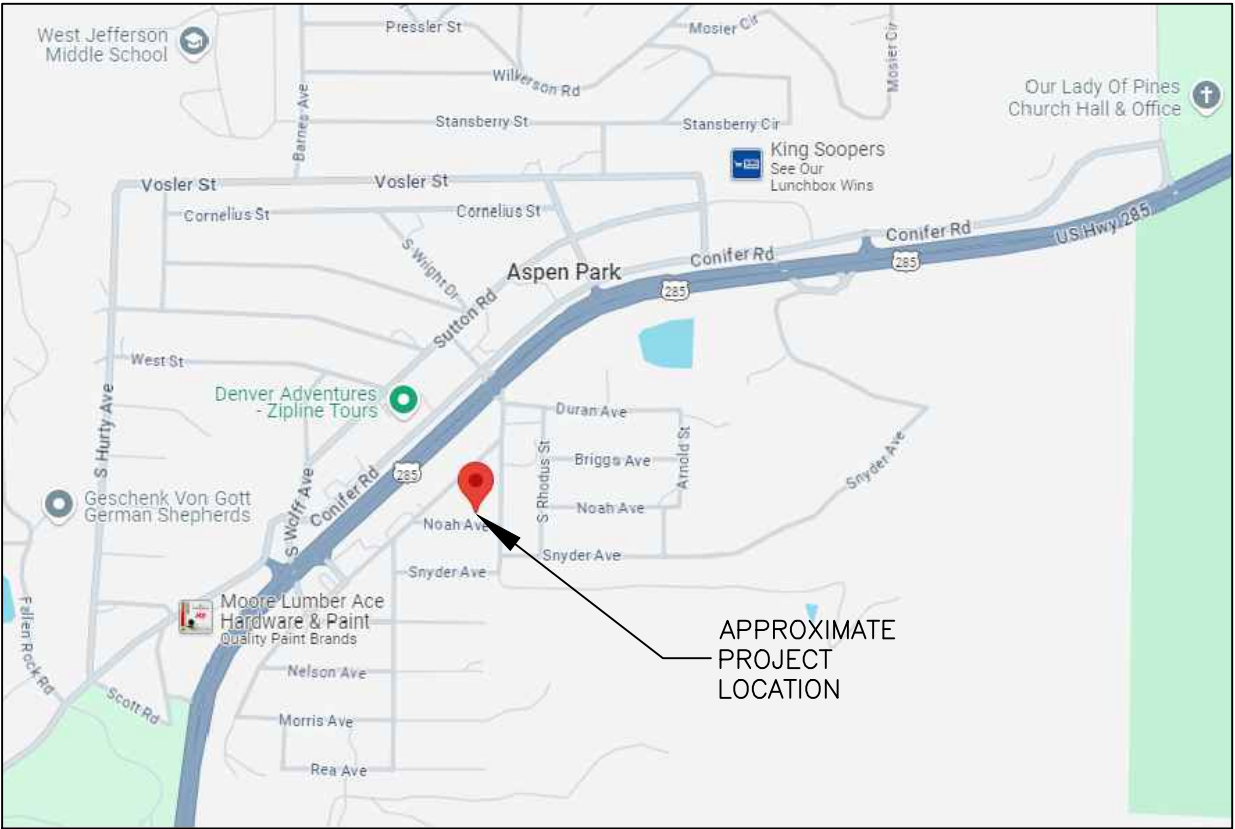 West Jefferson
Middle School
Pressler St
Mosier Cir
Mosier Cir
Wilkerson Rd
Barnes Ave
Our Lady Of Pines
Church Hall & Office
Stansberry St
Stansberry Cir
King Soopers
See Our
Lunchbox Wins
Vosler St
Vosler St
Cornelius St
Cornelius St
S Wright Dr
Conifer Rd
US Hwy 285
Aspen Park
Conifer Rd
285
285
Sutton Rd
West St
Denver Adventures
- Zipline Tours
Duran Ave
S Hurty Ave
S Rhodus St
Arnold St
Briggs Ave
Snyder Ave
285
S Wolff Ave
Conifer Rd
Geschenk Von Gott
German Shepherds
Noah Ave
Noah Ave
Snyder Ave
Snyder Ave
Moore Lumber Ace
Hardware & Paint
Quality Paint Brands
Fallen Rock Rd
APPROXIMATE
PROJECT
LOCATION
Nelson Ave
Scott Rd
Morris Ave
Rea Ave